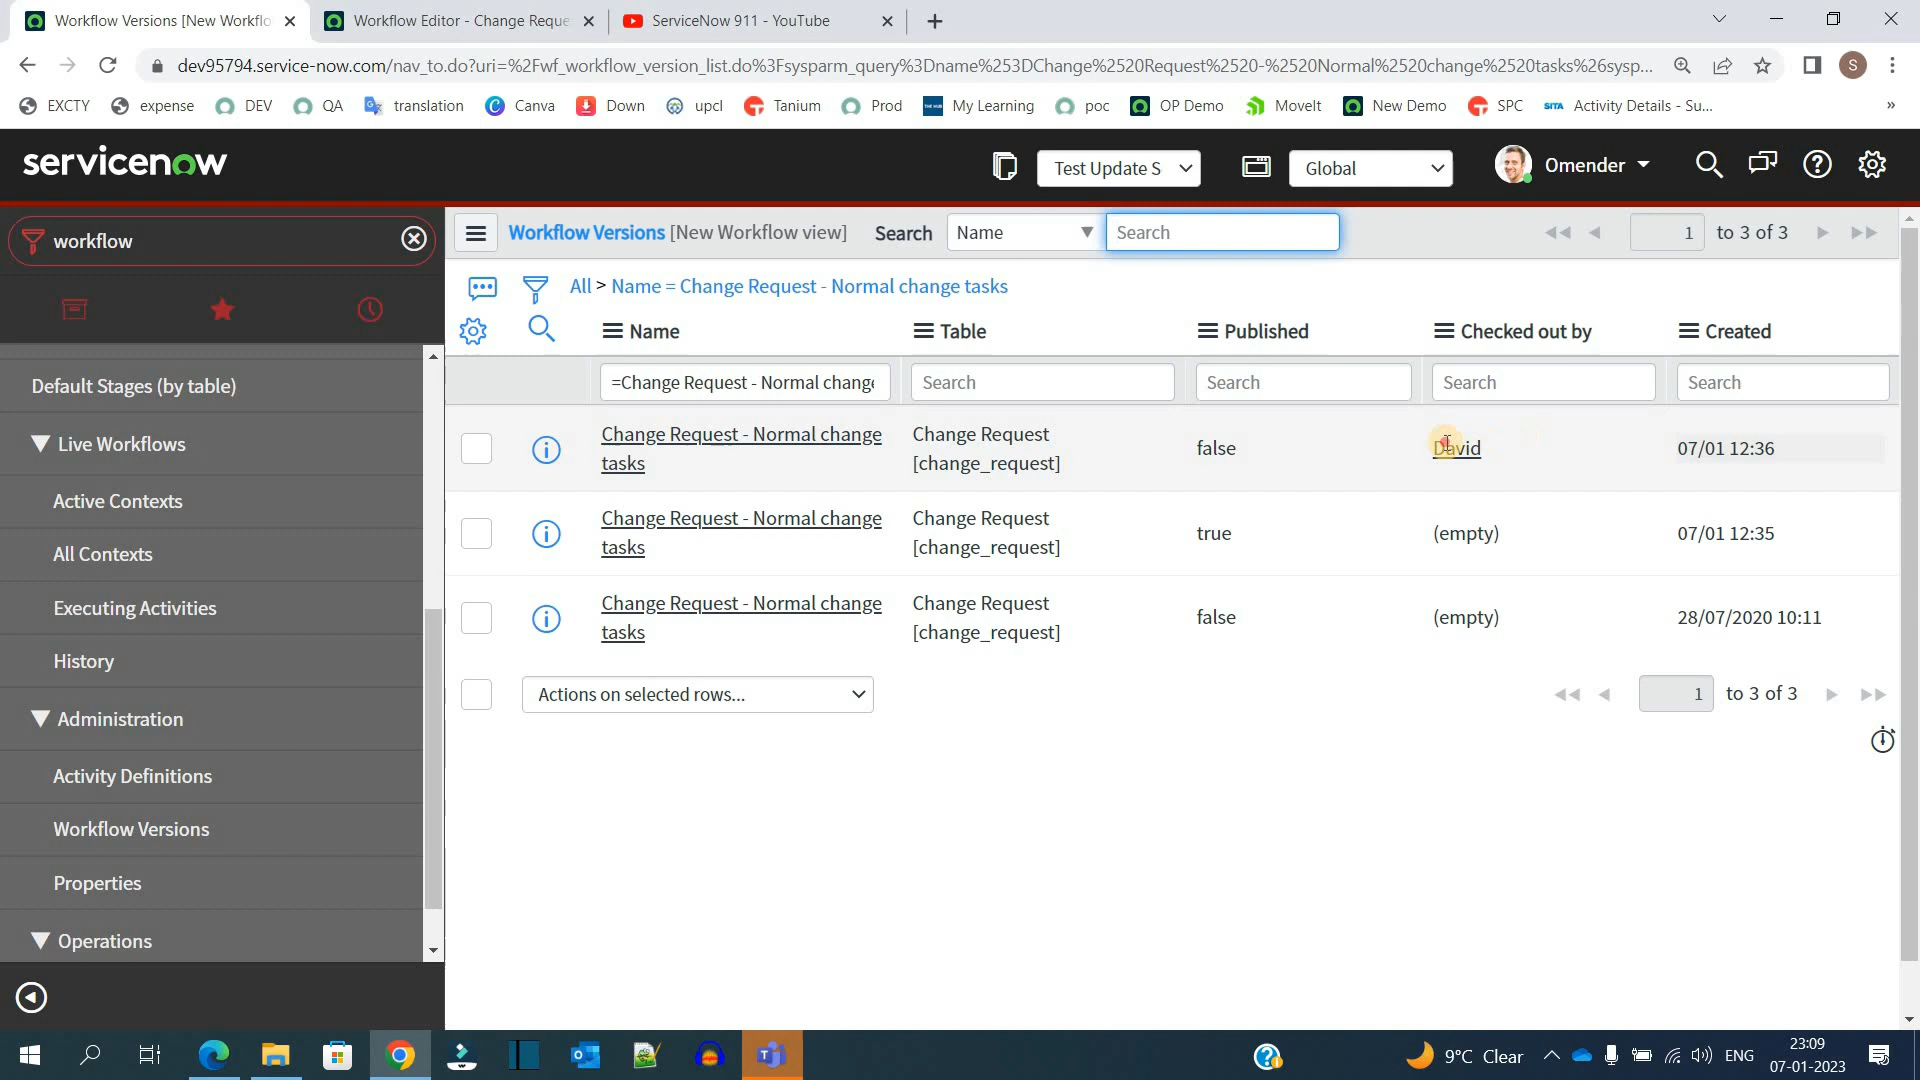 Workflow Versions [New Workflo
Workflow Editor - Change Reque
ServiceNow 911 - YouTube
dev95794.service-now.com/nav_to.do?uri=%2Fwf_workflow_version_list.do%3Fsysparm_query%3Dname%253DChange%2520Request%2520-%2520Normal%2520change%2520tasks%26sysp...
EXCTY
expense
DEV
QA
translation
Canva
Down
upcl
Tanium
Prod
My Learning
poc
OP Demo
MoveIt
New Demo
SPC
SITA
Activity Details - Su...
»
servicenow
Test Update S
Global
Omender
S
workflow
Workflow Versions [New Workflow view]
Search
Name
Search
1 to 3 of 3
All > Name = Change Request - Normal change tasks
Name
Table
Published
Checked out by
Created
=Change Request - Normal change
Search
Search
Search
Search
Change Request - Normal change
tasks
Change Request
[change_request]
false
David
07/01 12:36
Change Request - Normal change
tasks
Change Request
[change_request]
true
(empty)
07/01 12:35
Change Request - Normal change
tasks
Change Request
[change_request]
false
(empty)
28/07/2020 10:11
Actions on selected rows...
1 to 3 of 3
Default Stages (by table)
Live Workflows
Active Contexts
All Contexts
Executing Activities
History
Administration
Activity Definitions
Workflow Versions
Properties
Operations
9°C Clear
ENG
23:09
07-01-2023